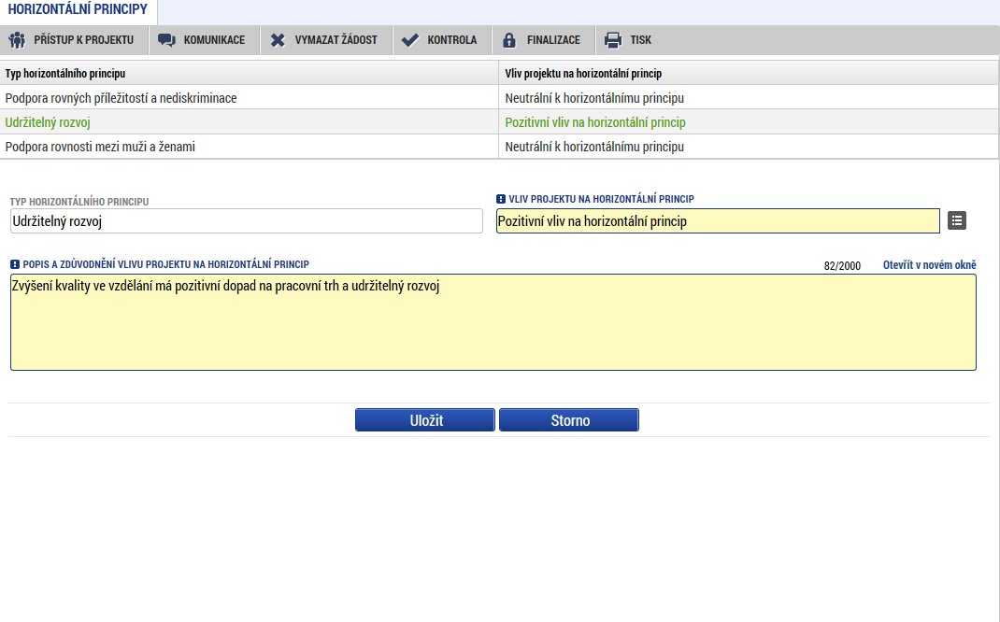 HORIZONTÁLNÍ PRINCIPY
PŘÍSTUP K PROJEKTU KOMUNIKACE VYMAZAT ŽÁDOST KONTROLA FINALIZACE TISK
Typ horizontálního principu Vliv projektu na horizontální princip
Podpora rovných příležitostí a nediskriminace Neutrální k horizontálnímu principu
Udržitelný rozvoj Pozitivní vliv na horizontální princip
Podpora rovnosti mezi muži a ženami Neutrální k horizontálnímu principu
TYP HORIZONTÁLNÍHO PRINCIPU VLIV PROJEKTU NA HORIZONTÁLNÍ PRINCIP
Udržitelný rozvoj Pozitivní vliv na horizontální princip
POPIS A ZDŮVODNĚNÍ VLIVU PROJEKTU NA HORIZONTÁLNÍ PRINCIP 82/2000 Otevřít v novém okně
Zvýšení kvality ve vzdělání má pozitivní dopad na pracovní trh a udržitelný rozvoj
Uložit Storno